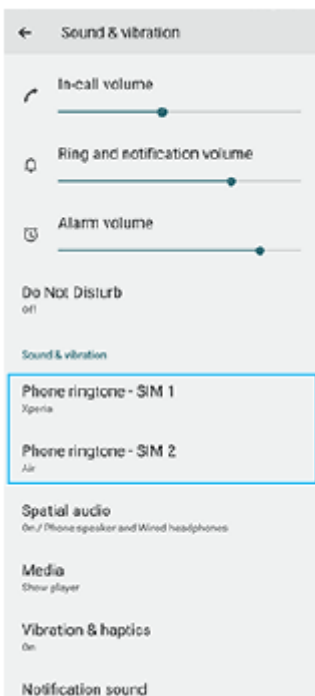 Sound & vibration
In-call volume
Ring and notification volume
Alarm volume
Do Not Disturb
Off
Sound & vibration
Phone ringtone - SIM 1
Xperia
Phone ringtone - SIM 2
Air
Spatial audio
On / Phone speaker and Wired headphones
Media
Show player
Vibration & haptics
On
Notification sound